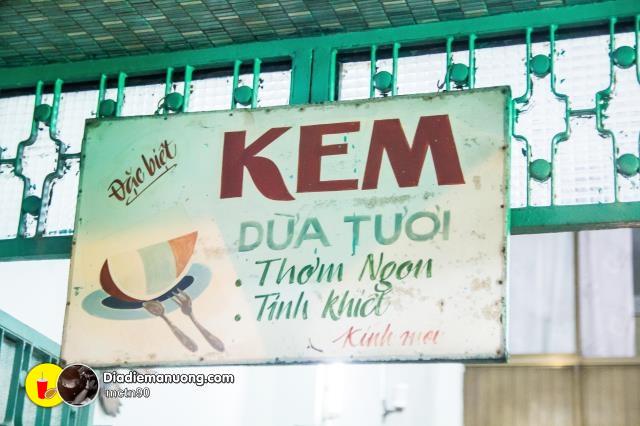 Đặc biệt
KEM
DỪA TƯƠI
• Thơm Ngon
• Tinh khiết
Kính mời
Diadiemanuong.com
mctn90